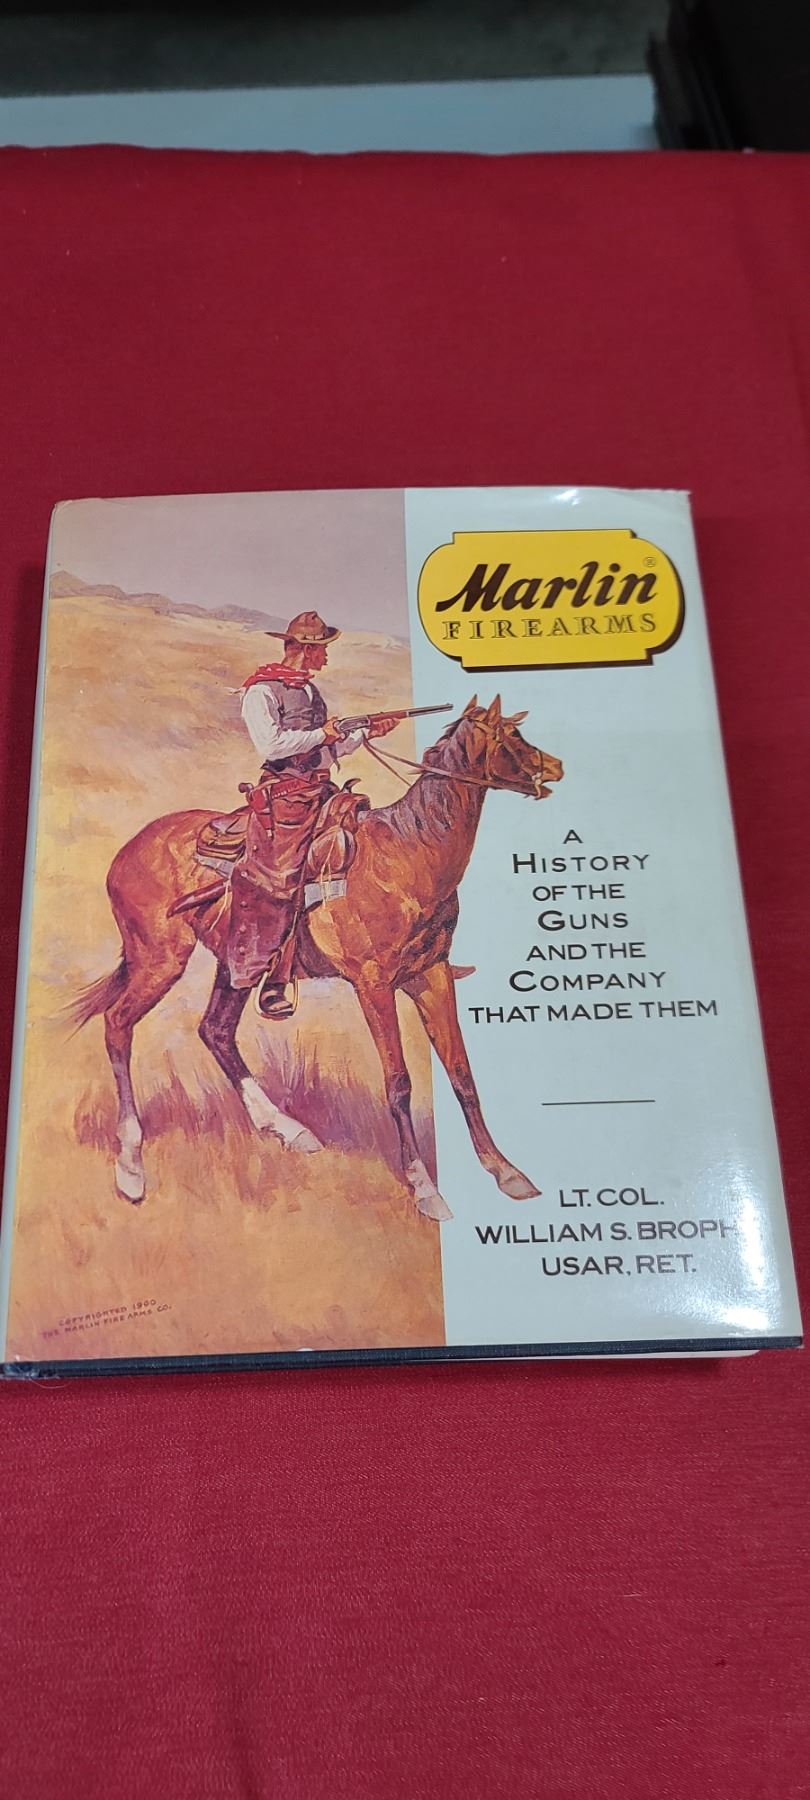 Marlin®
FIREARMS
A
HISTORY
OF THE
GUNS
AND THE
COMPANY
THAT MADE THEM
LT. COL.
WILLIAM S. BROPH
USAR, RET.
COPYRIGHTED 1900
THE MARLIN FIRE ARMS CO.